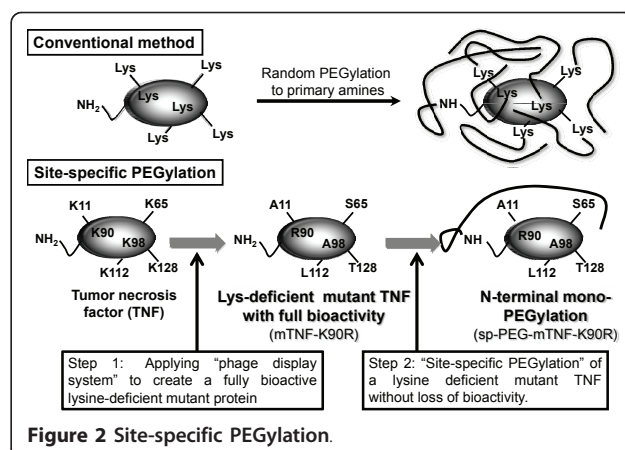 Conventional method
Lys
Lys
Lys
Lys
NH2
Lys
Lys
Random PEGylation
to primary amines
Lys
Lys
NH
Lys
Lys
Lys
Site-specific PEGylation
K11
K65
K90
K98
NH2
K112
K128
Tumor necrosis
factor (TNF)
A11
S65
R90
A98
NH2
L112
T128
Lys-deficient mutant TNF
with full bioactivity
(mTNF-K90R)
A11
S65
R90
A98
NH
L112
T128
N-terminal mono-
PEGylation
(sp-PEG-mTNF-K90R)
Step 1: Applying "phage display
system" to create a fully bioactive
lysine-deficient mutant protein
Step 2: "Site-specific PEGylation" of
a lysine deficient mutant TNF
without loss of bioactivity.
Figure 2 Site-specific PEGylation.